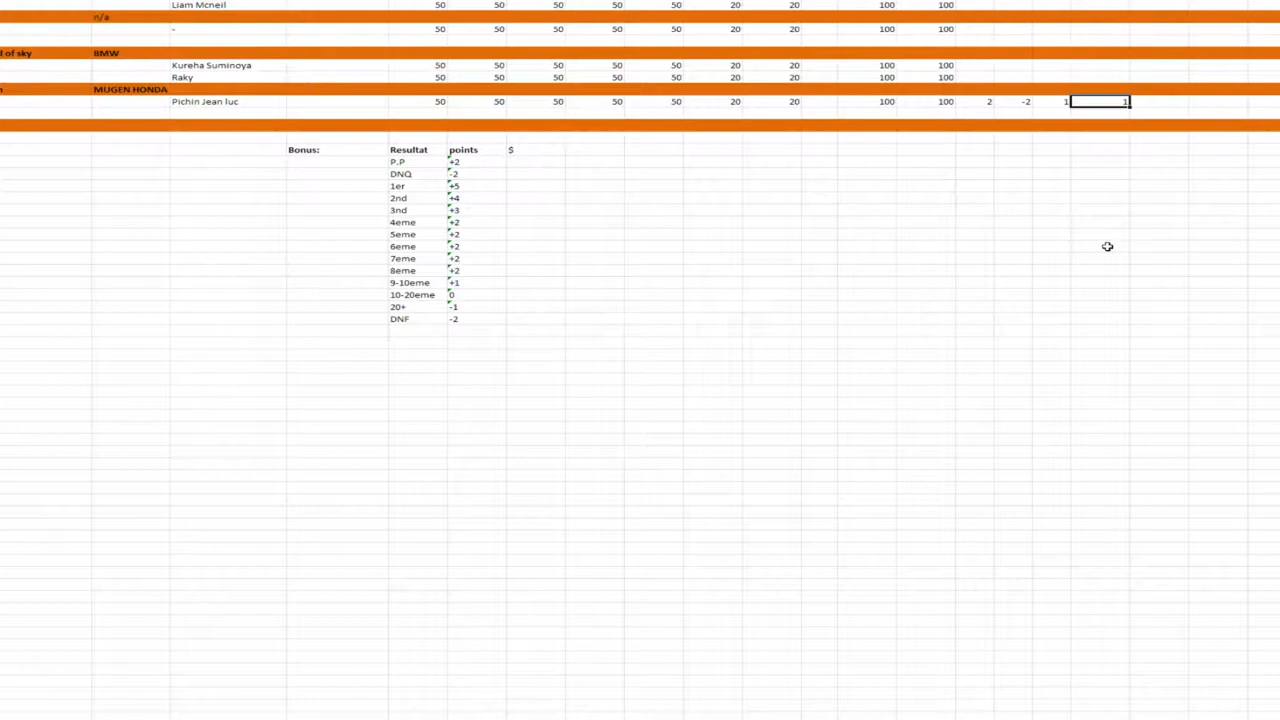 Liam Mcneil 50 50 50 50 50 20 20 100 100
n/a
- 50 50 50 50 50 20 20 100 100
d of sky BMW
Kureha Suminoya 50 50 50 50 50 20 20 100 100
Raky 50 50 50 50 50 20 20 100 100
MUGEN HONDA
Pichin Jean luc 50 50 50 50 50 20 20 100 100 2 -2 1 1
Bonus: Resultat points $
P.P +2
DNQ -2
1er +5
2nd +4
3nd +3
4eme +2
5eme +2
6eme +2
7eme +2
8eme +2
9-10eme +1
10-20eme 0
20+ -1
DNF -2